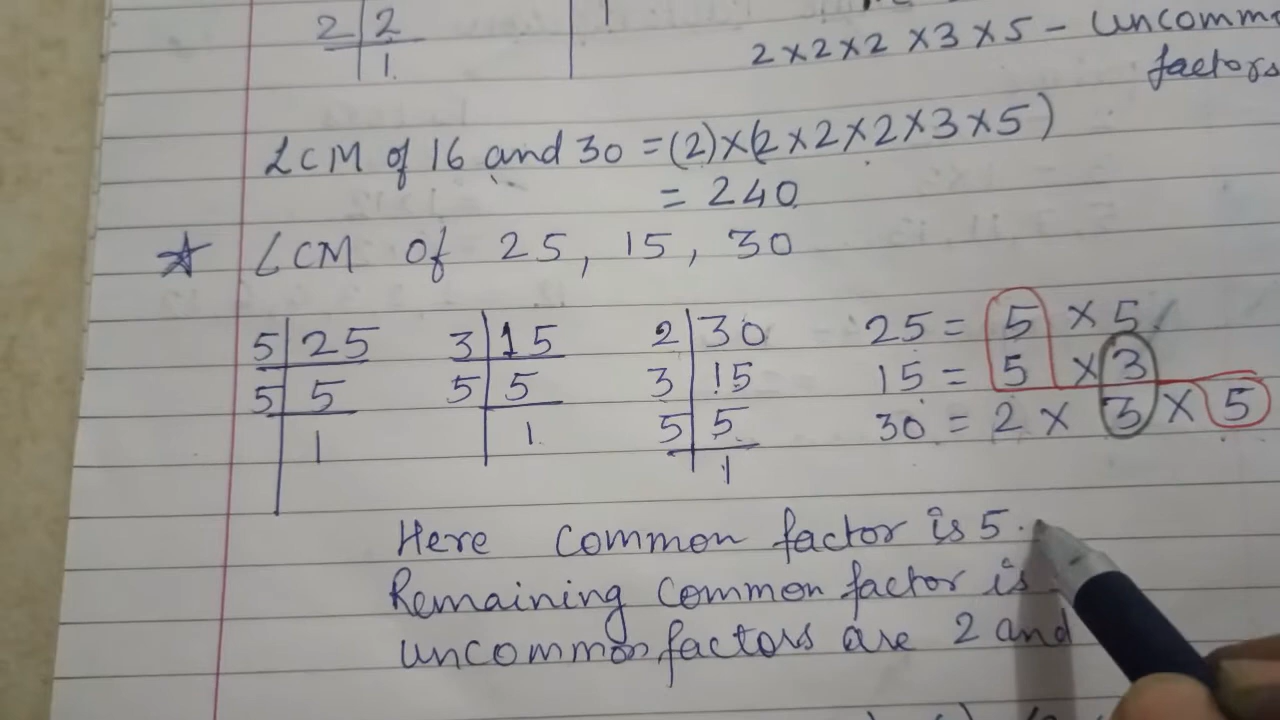 2 | 2
1.
1
2×2×2×3×5 - uncomm
factors
LCM of 16 and 30 = (2)×(2×2×2×3×5)
= 240
☆ LCM of 25, 15, 30
5 | 25   3 | 15   2 | 30   25 = 5 × 5
5 | 5   5 | 5   3 | 15   15 = 5 × 3
1   1   5 | 5   30 = 2 × 3 × 5
1
Here common factor is 5.
Remaining common factor is
uncommon factors are 2 and